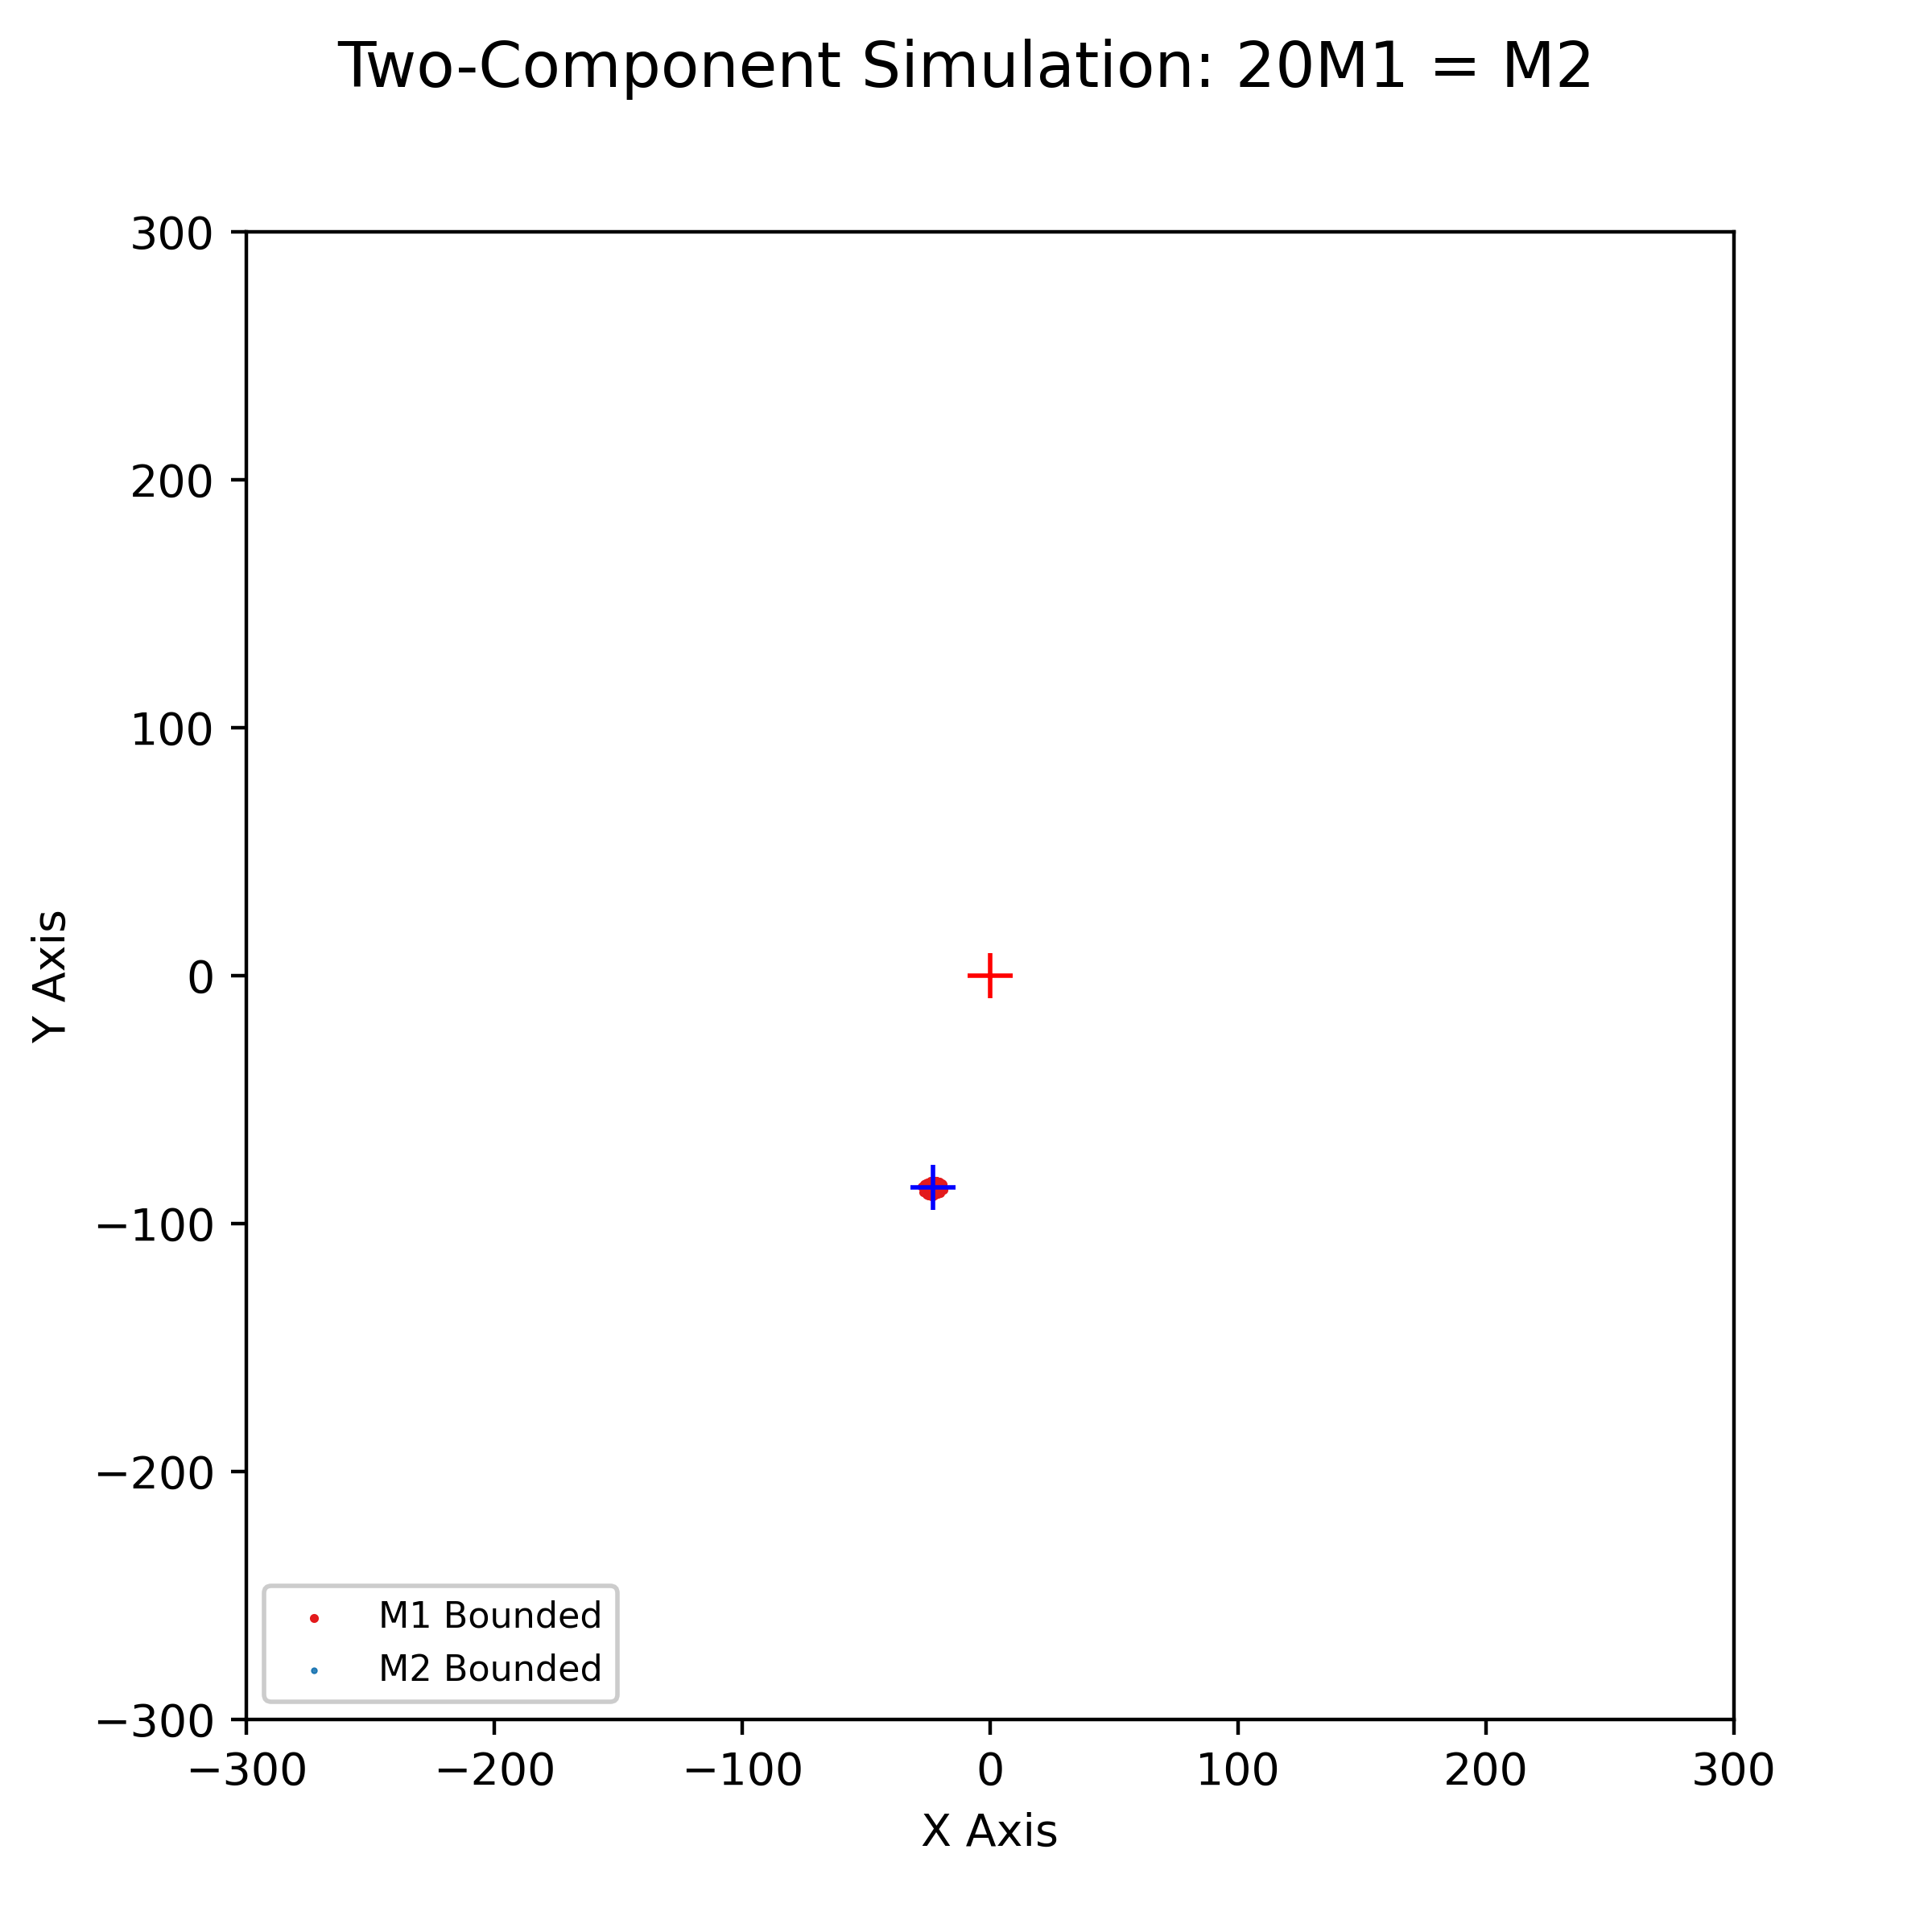 Two-Component Simulation: 20M1 = M2
300
200
100
0
−100
−200
−300
Y Axis
M1 Bounded
M2 Bounded
−300 −200 −100 0 100 200 300
X Axis